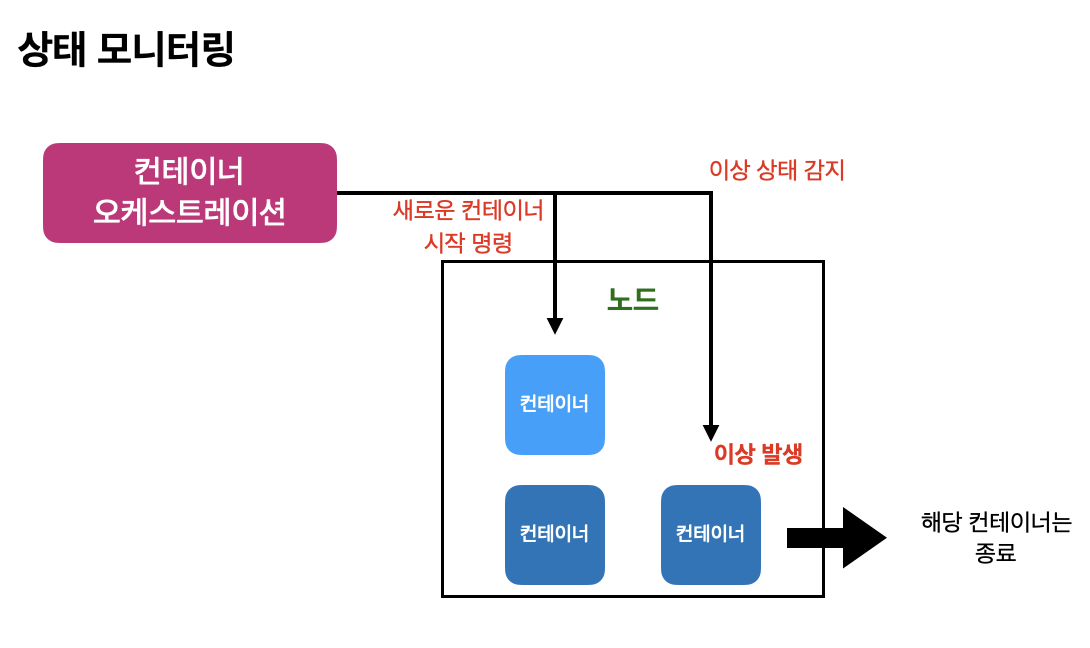 상태 모니터링
컨테이너
오케스트레이션
이상 상태 감지
새로운 컨테이너
시작 명령
노드
컨테이너
이상 발생
컨테이너
컨테이너
해당 컨테이너는
종료